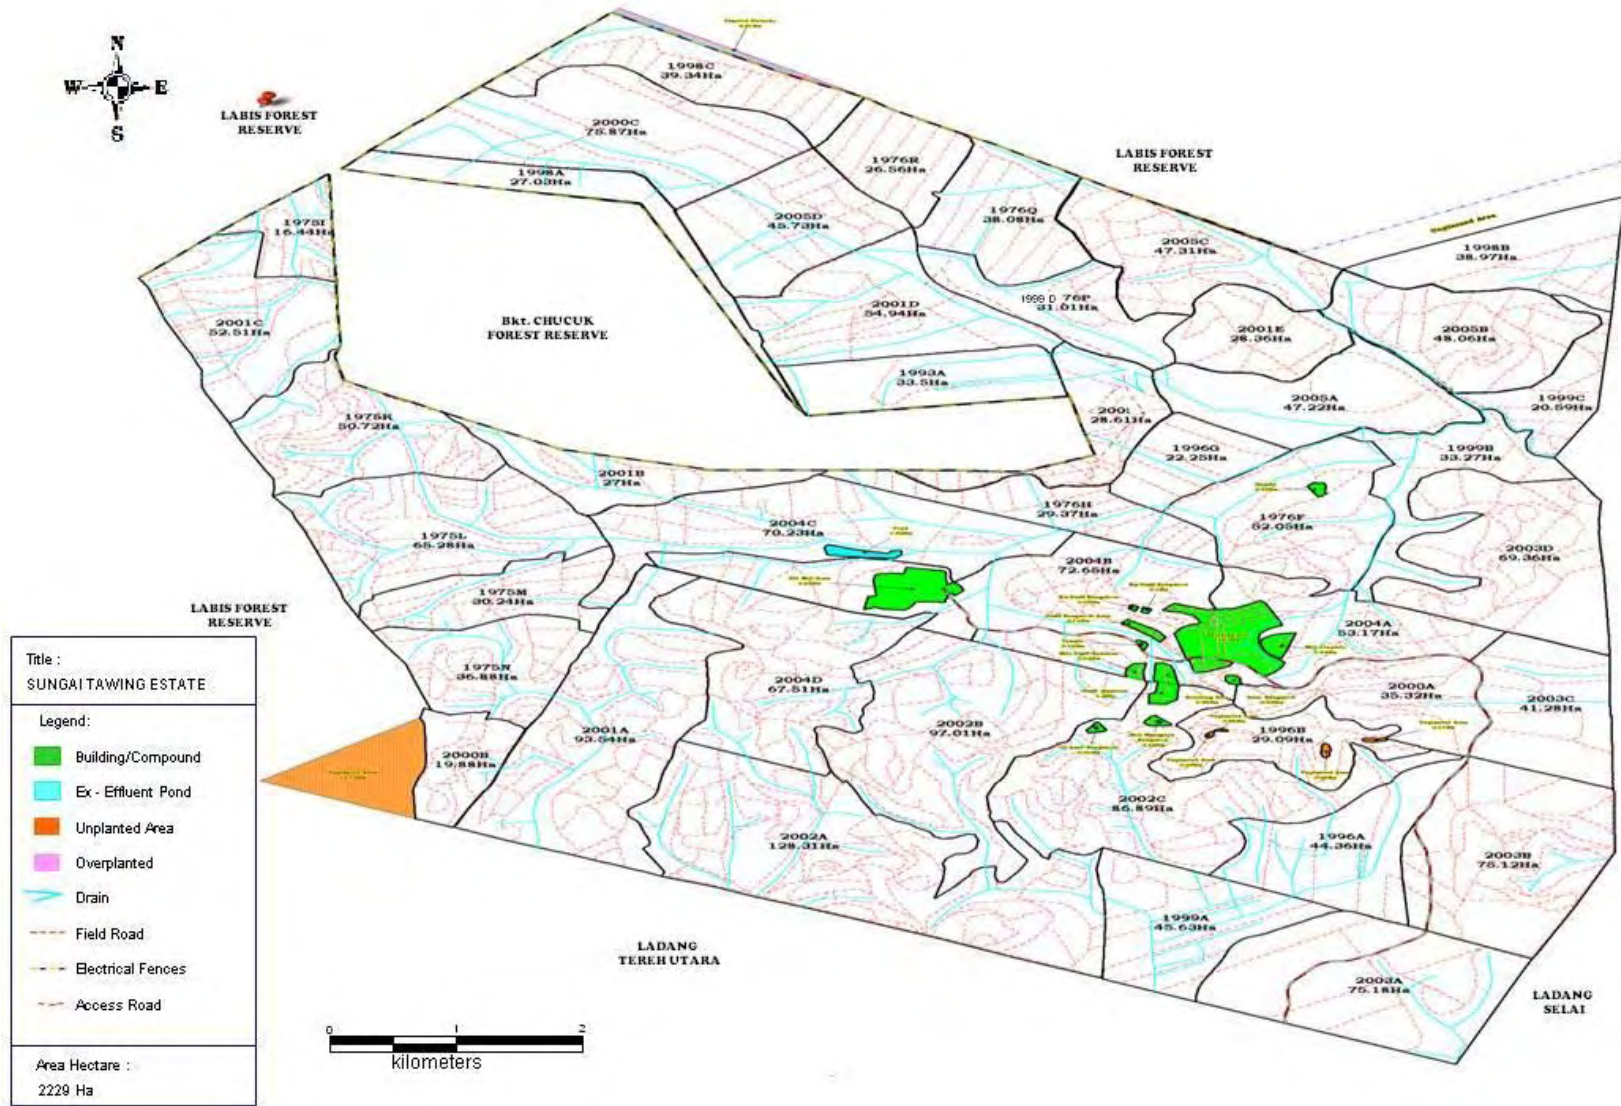 N
W E
S
LABIS FOREST
RESERVE
1998C
39.34Ha
2000C
75.87Ha
1976R
26.56Ha
LABIS FOREST
RESERVE
1998A
27.03Ha
1975I
16.44Ha
2005D
45.73Ha
1976Q
38.08Ha
2005C
47.31Ha
Unplanted Area
1998B
38.97Ha
2001C
52.51Ha
Bkt. CHUCUK
FOREST RESERVE
2001D
54.94Ha
1999 D 76P
31.01Ha
2001E
28.36Ha
2005B
48.06Ha
1993A
33.5Ha
2005A
47.22Ha
1999C
20.59Ha
1975R
50.72Ha
28.61Ha
1996G
22.25Ha
1999B
33.27Ha
2001B
27Ha
1976H
29.37Ha
1976F
52.05Ha
2004C
70.23Ha
1975L
65.28Ha
2004B
72.65Ha
2003D
69.36Ha
1975M
30.24Ha
LABIS FOREST
RESERVE
2004A
53.17Ha
1975N
36.88Ha
2004D
67.51Ha
2000A
35.32Ha
2003C
41.28Ha
2001A
93.54Ha
2002B
97.01Ha
1996B
29.09Ha
2000B
19.88Ha
2002C
86.89Ha
2002A
128.31Ha
1996A
44.36Ha
2003B
75.12Ha
1999A
45.63Ha
LADANG
TEREH UTARA
2003A
75.18Ha
LADANG
SELAI
Title :
SUNGAI TAWING ESTATE
Legend:
Building/Compound
Ex - Effluent Pond
Unplanted Area
Overplanted
Drain
Field Road
Electrical Fences
Access Road
Area Hectare :
2229 Ha
0 1 2
kilometers